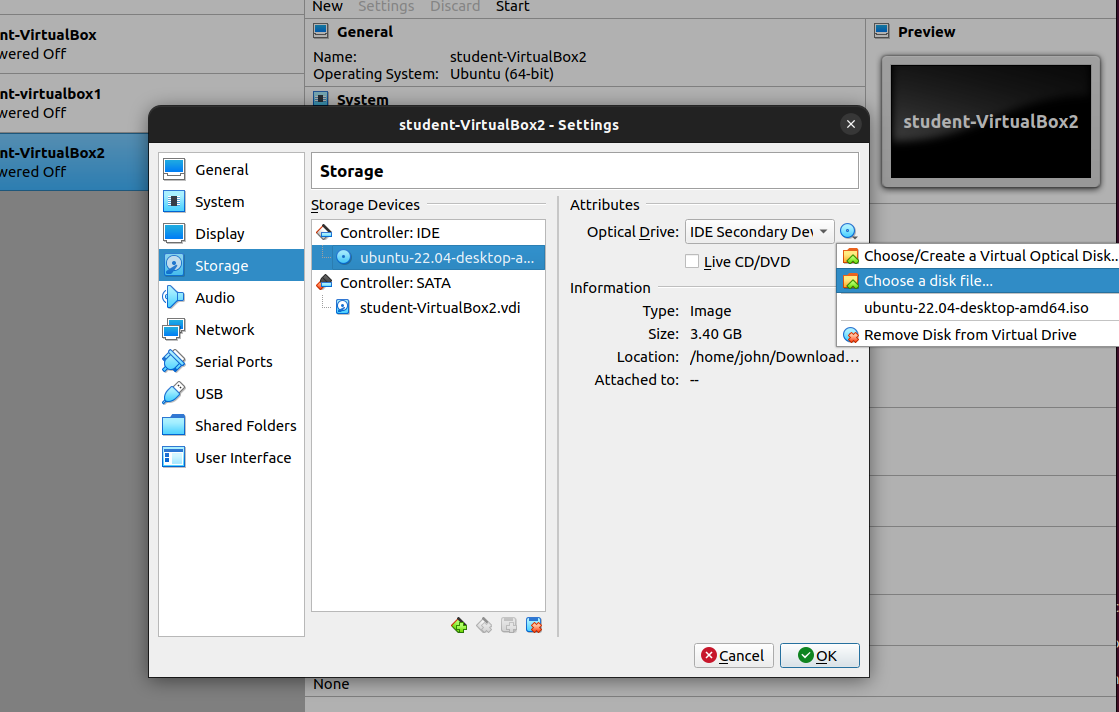 New Settings Discard Start
nt-VirtualBox
wered Off
nt-virtualbox1
wered Off
nt-VirtualBox2
wered Off
General
Name: student-VirtualBox2
Operating System: Ubuntu (64-bit)
System
Preview
student-VirtualBox2
student-VirtualBox2 - Settings
General
System
Display
Storage
Audio
Network
Serial Ports
USB
Shared Folders
User Interface
Storage
Storage Devices
Controller: IDE
ubuntu-22.04-desktop-a...
Controller: SATA
student-VirtualBox2.vdi
Attributes
Optical Drive: IDE Secondary Dev
Live CD/DVD
Information
Type: Image
Size: 3.40 GB
Location: /home/john/Download...
Attached to: --
Choose/Create a Virtual Optical Disk...
Choose a disk file...
ubuntu-22.04-desktop-amd64.iso
Remove Disk from Virtual Drive
Cancel OK
None